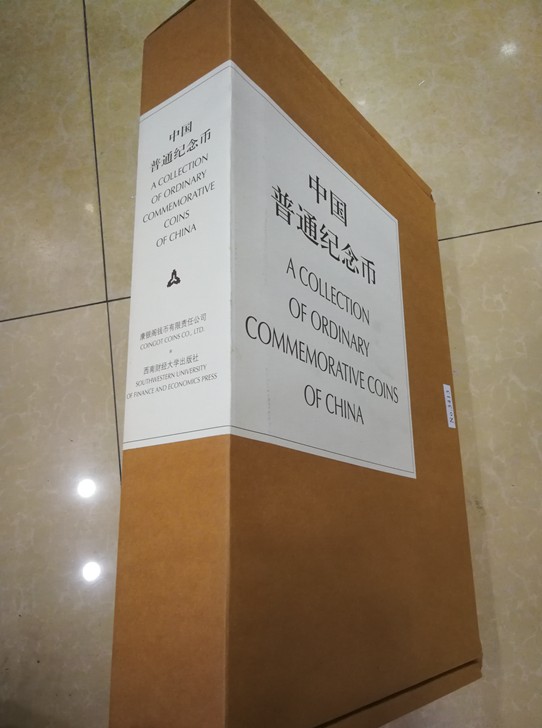 中国
普通纪念币
A COLLECTION
OF ORDINARY
COMMEMORATIVE
COINS
OF CHINA
康银阁钱币有限责任公司
COINGOT COINS CO., LTD.
西南财经大学出版社
SOUTHWESTERN UNIVERSITY
OF FINANCE AND ECONOMICS PRESS
中国
普通纪念币
A COLLECTION
OF ORDINARY
COMMEMORATIVE COINS
OF CHINA